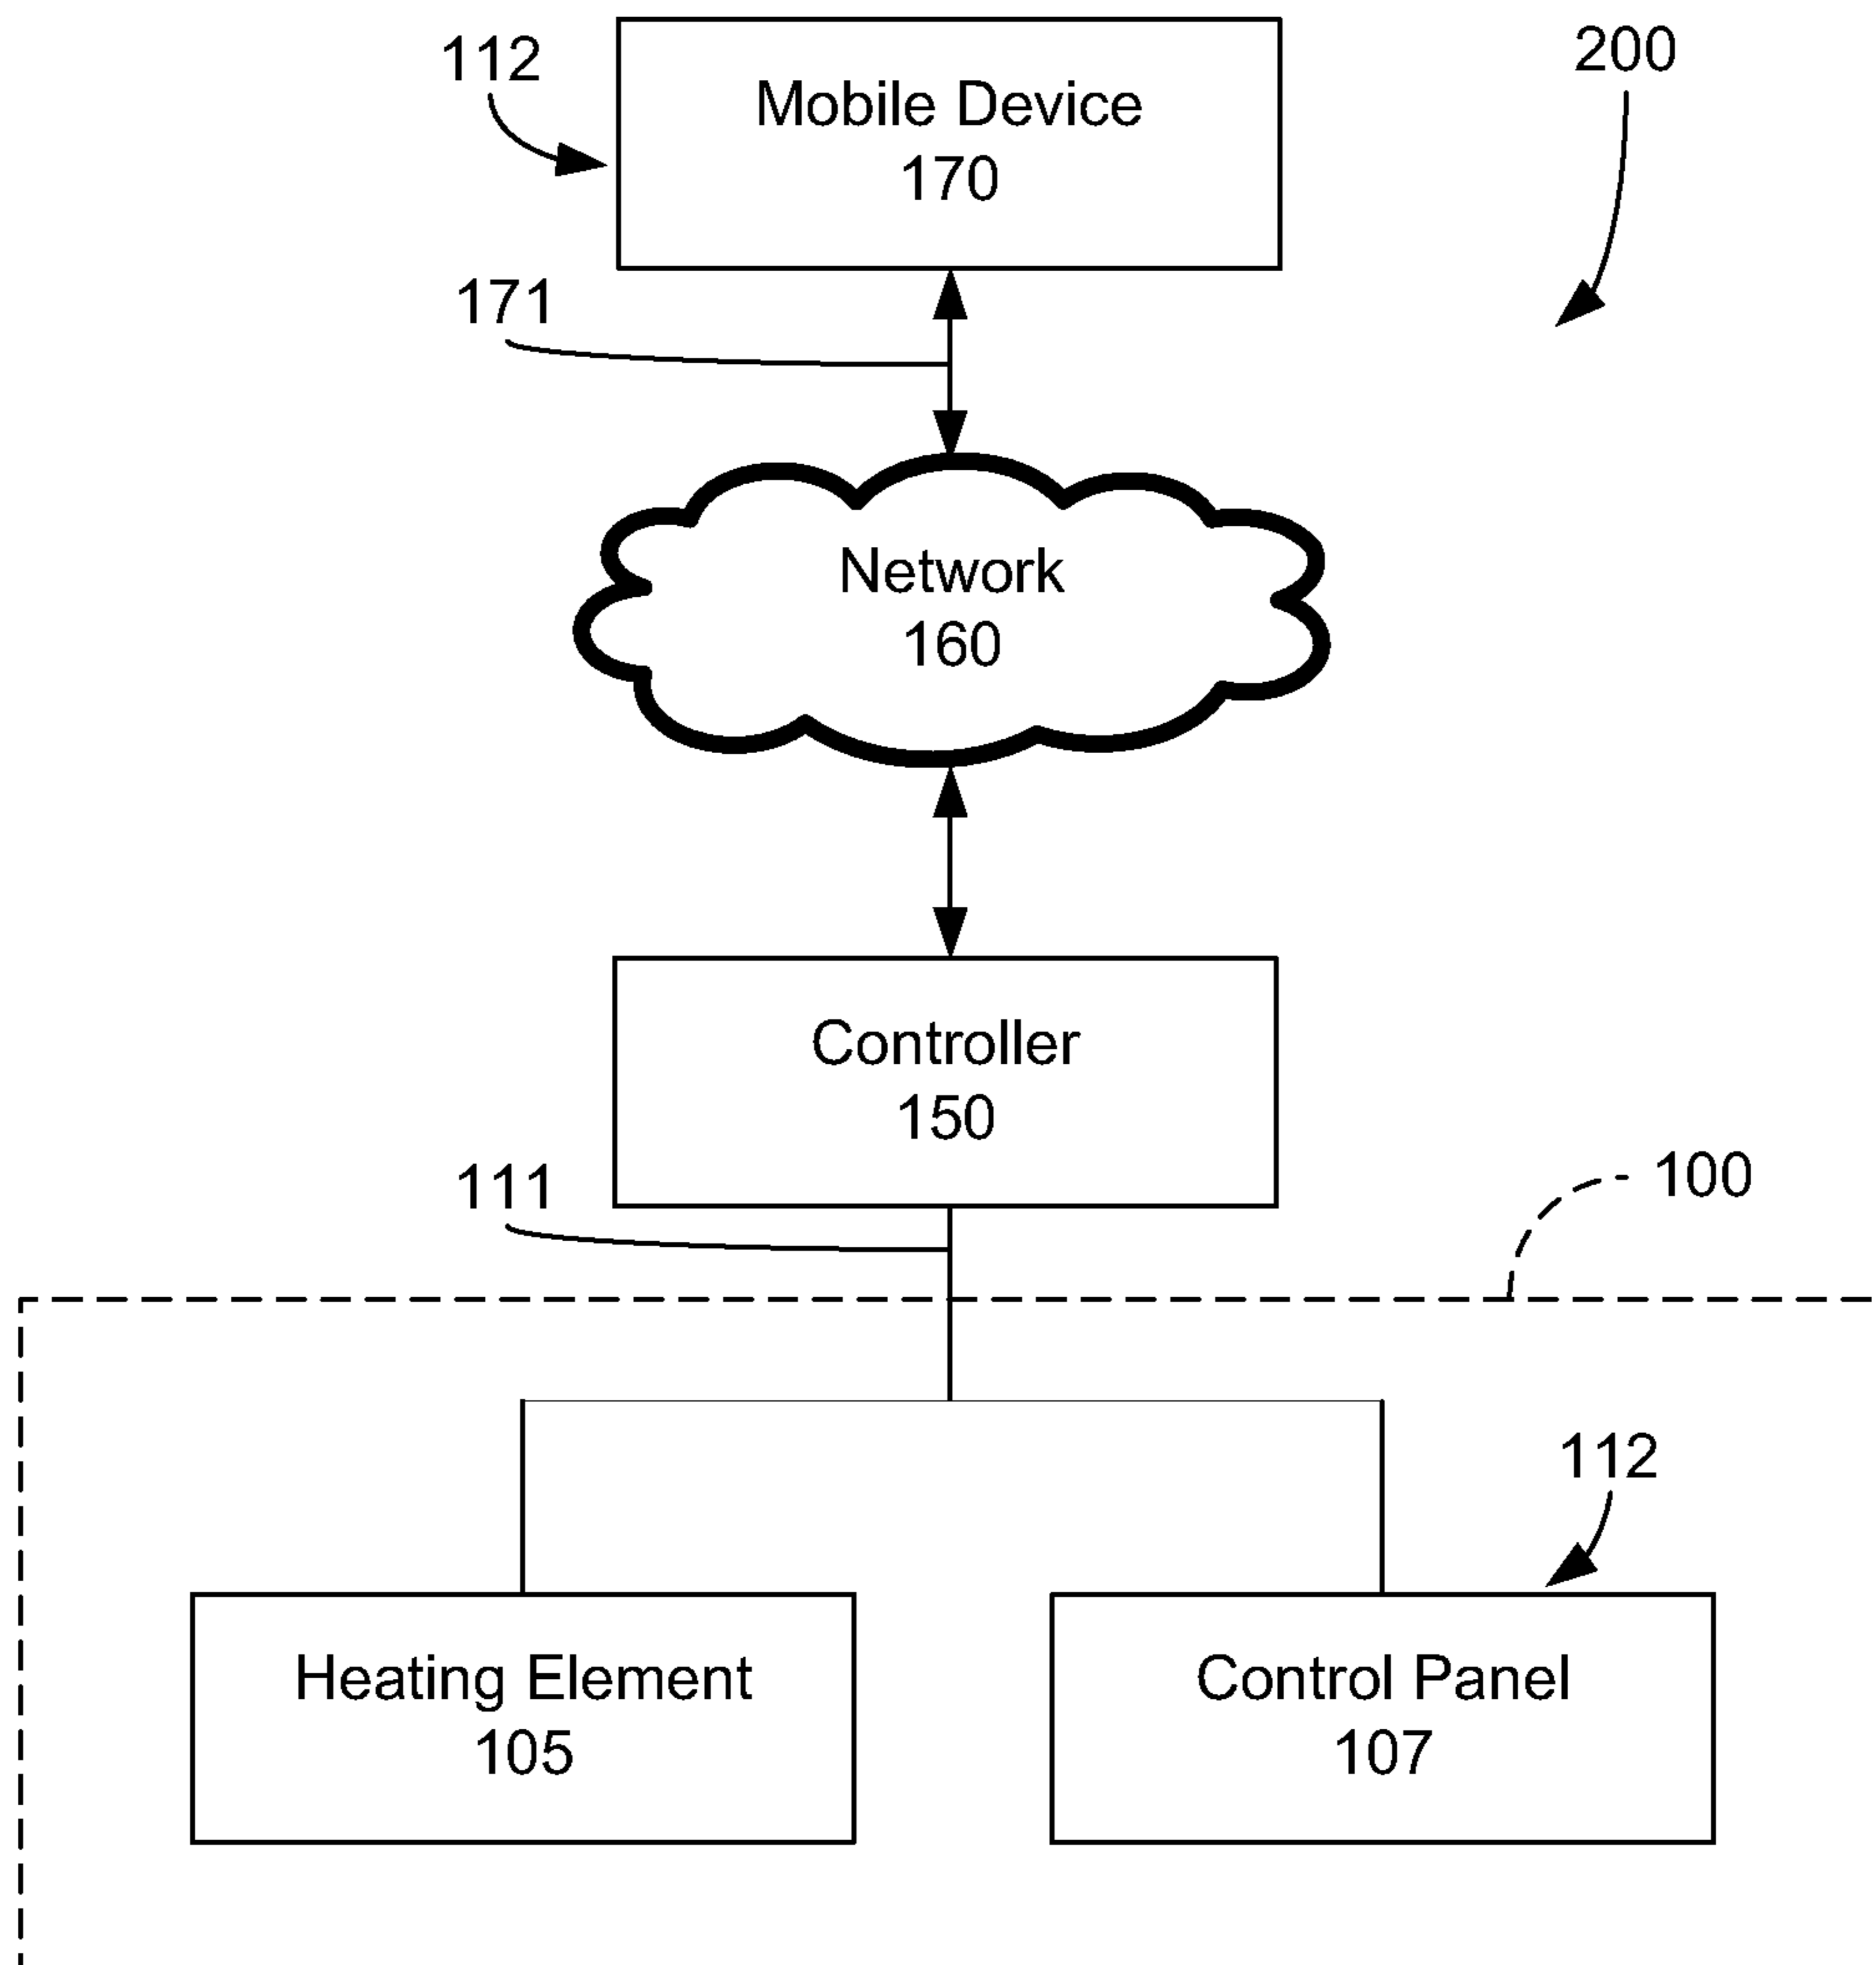 112
200
Mobile Device
170
171
Network
160
Controller
150
111
100
112
Heating Element
105
Control Panel
107